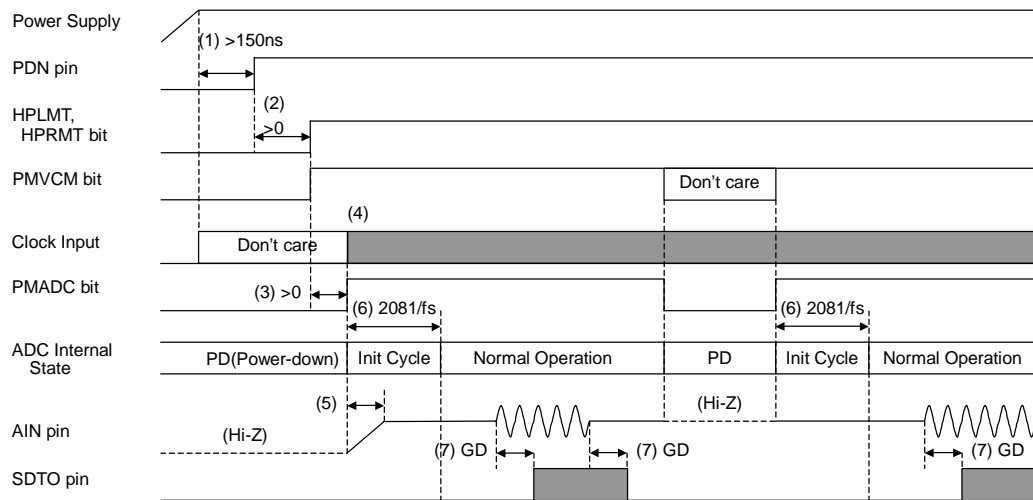 Power Supply
(1) >150ns
PDN pin
(2)
>0
HPLMT,
HPRMT bit
PMVCM bit
Don't care
(4)
Clock Input
Don't care
PMADC bit
(3) >0
(6) 2081/fs
(6) 2081/fs
ADC Internal
State
PD(Power-down)
Init Cycle
Normal Operation
PD
Init Cycle
Normal Operation
(5)
(Hi-Z)
AIN pin
(Hi-Z)
(7) GD
(7) GD
(7) GD
SDTO pin